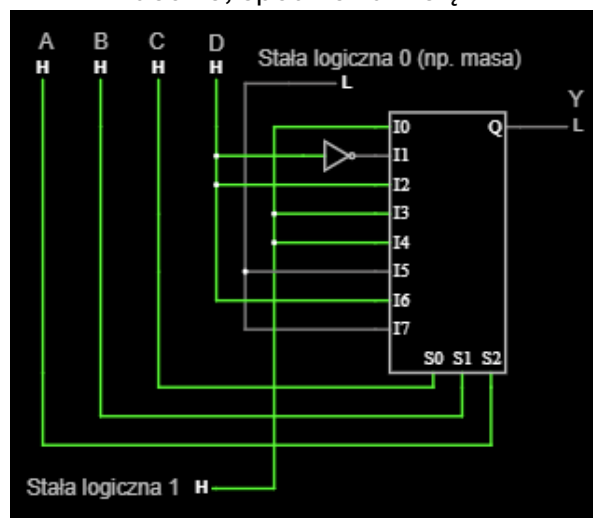 A B C D
H H H H
Stała logiczna 0 (np. masa)
L
Y
I0 Q L
I1
I2
I3
I4
I5
I6
I7
S0 S1 S2
Stała logiczna 1 H